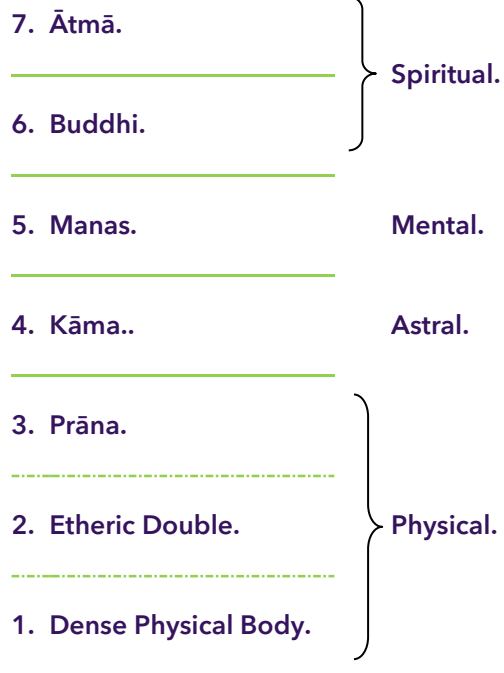 7. Ātmā.
Spiritual.
6. Buddhi.
5. Manas. Mental.
4. Kāma.. Astral.
3. Prāna.
2. Etheric Double. Physical.
1. Dense Physical Body.